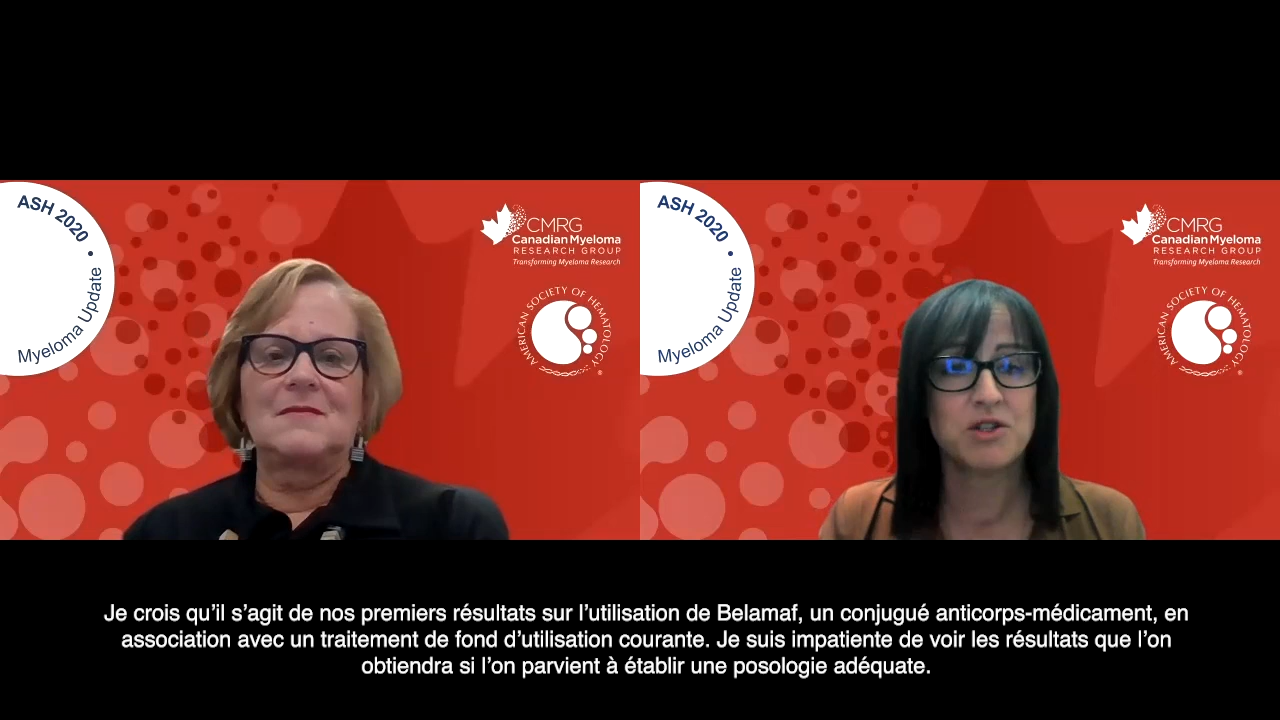 ASH 2020 •
Myeloma Update
CMRG
Canadian Myeloma
RESEARCH GROUP
Transforming Myeloma Research
AMERICAN SOCIETY OF HEMATOLOGY
®
ASH 2020 •
Myeloma Update
CMRG
Canadian Myeloma
RESEARCH GROUP
Transforming Myeloma Research
AMERICAN SOCIETY OF HEMATOLOGY
®
Je crois qu’il s’agit de nos premiers résultats sur l’utilisation de Belamaf, un conjugué anticorps-médicament, en
association avec un traitement de fond d’utilisation courante. Je suis impatiente de voir les résultats que l’on
obtiendra si l’on parvient à établir une posologie adéquate.